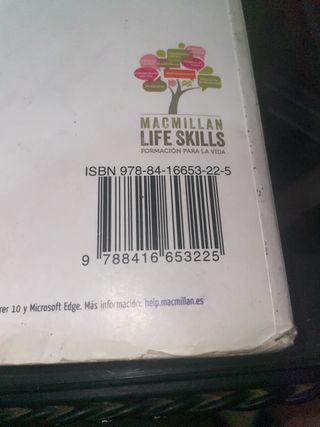 MACMILLAN
LIFE SKILLS
FORMACIÓN PARA LA VIDA
ISBN 978-84-16653-22-5
9 788416 653225
rer 10 y Microsoft Edge. Más información: help.macmillan.es